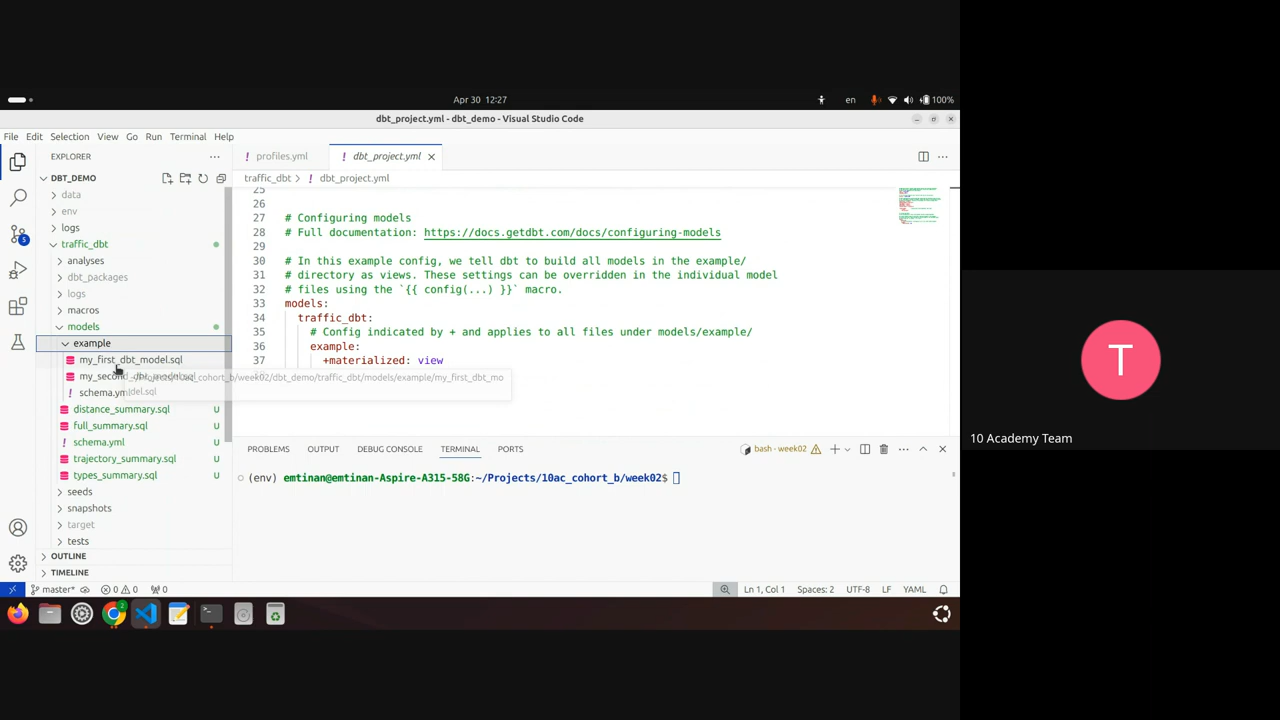 Apr 30 12:27
en
100%
dbt_project.yml - dbt_demo - Visual Studio Code
File Edit Selection View Go Run Terminal Help
EXPLORER
profiles.yml
dbt_project.yml
DBT_DEMO
traffic_dbt > dbt_project.yml
data
env
logs
traffic_dbt
analyses
dbt_packages
logs
macros
models
example
my_first_dbt_model.sql
schema.yml
distance_summary.sql U
full_summary.sql U
schema.yml U
trajectory_summary.sql U
types_summary.sql U
seeds
snapshots
target
tests
OUTLINE
TIMELINE
25
26
27 # Configuring models
28 # Full documentation: https://docs.getdbt.com/docs/configuring-models
29
30 # In this example config, we tell dbt to build all models in the example/
31 # directory as views. These settings can be overridden in the individual model
32 # files using the `{{ config(...) }}` macro.
33 models:
34 traffic_dbt:
35 # Config indicated by + and applies to all files under models/example/
36 example:
37 +materialized: view
PROBLEMS OUTPUT DEBUG CONSOLE TERMINAL PORTS
bash - week02
(env) emtinan@emtinan-Aspire-A315-58G:~/Projects/10ac_cohort_b/week02$
5
master*
0 0 0
Ln 1, Col 1 Spaces: 2 UTF-8 LF YAML
2
T
10 Academy Team